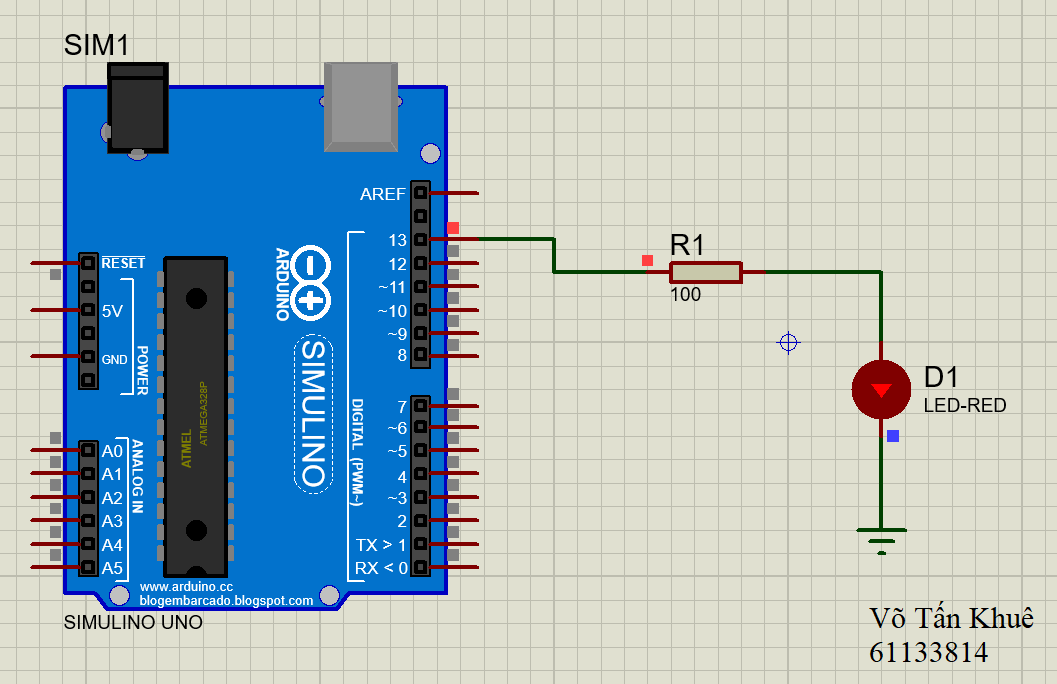 SIM1
AREF
13
12
~11
~10
~9
8
RESET
5V
GND
POWER
A0
A1
A2
A3
A4
A5
ANALOG IN
ATMEL
ATMEGA328P
ARDUINO
SIMULINO
DIGITAL (PWM~)
7
~6
~5
4
~3
2
TX > 1
RX < 0
www.arduino.cc
blogembarcado.blogspot.com
SIMULINO UNO
R1
100
D1
LED-RED
Võ Tấn Khuê
61133814